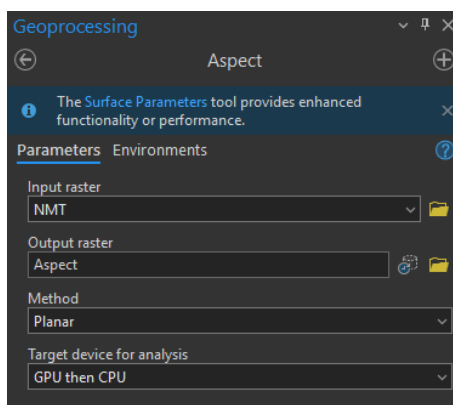 Geoprocessing
Aspect
The Surface Parameters tool provides enhanced
functionality or performance.
Parameters Environments
Input raster
NMT
Output raster
Aspect
Method
Planar
Target device for analysis
GPU then CPU